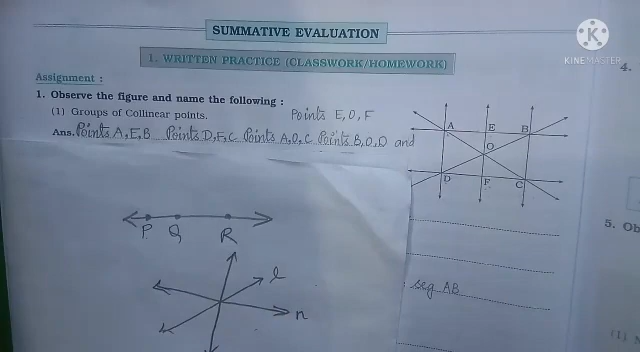 SUMMATIVE EVALUATION
KINEMASTER
1. WRITTEN PRACTICE (CLASSWORK/HOMEWORK)
4.
Assignment :
1. Observe the figure and name the following :
(1) Groups of Collinear points. Points E, O, F
Ans. Points A, E, B Points D, F, C Points A, O, C Points B, O, D and
A E B
O
D F C
P Q R
l
n
5. Ob
seg AB
(1)